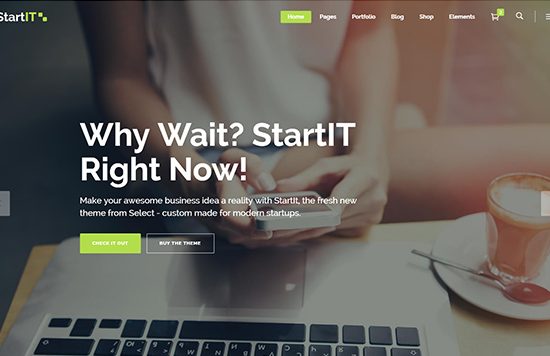 StartIT
Home Pages Portfolio Blog Shop Elements
Why Wait? StartIT
Right Now!
Make your awesome business idea a reality with StartIt, the fresh new
theme from Select - custom made for modern startups.
CHECK IT OUT BUY THE THEME